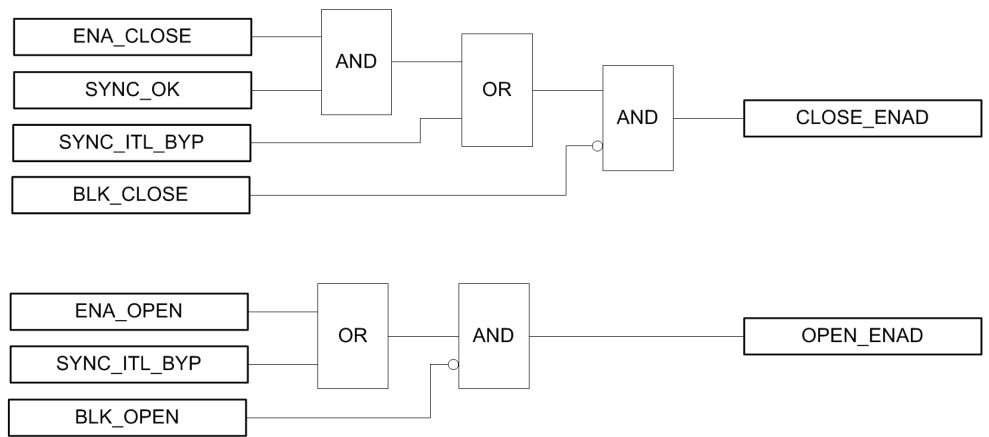 ENA_CLOSE
AND
SYNC_OK
OR
SYNC_ITL_BYP
AND
CLOSE_ENAD
BLK_CLOSE
ENA_OPEN
OR
AND
OPEN_ENAD
SYNC_ITL_BYP
BLK_OPEN